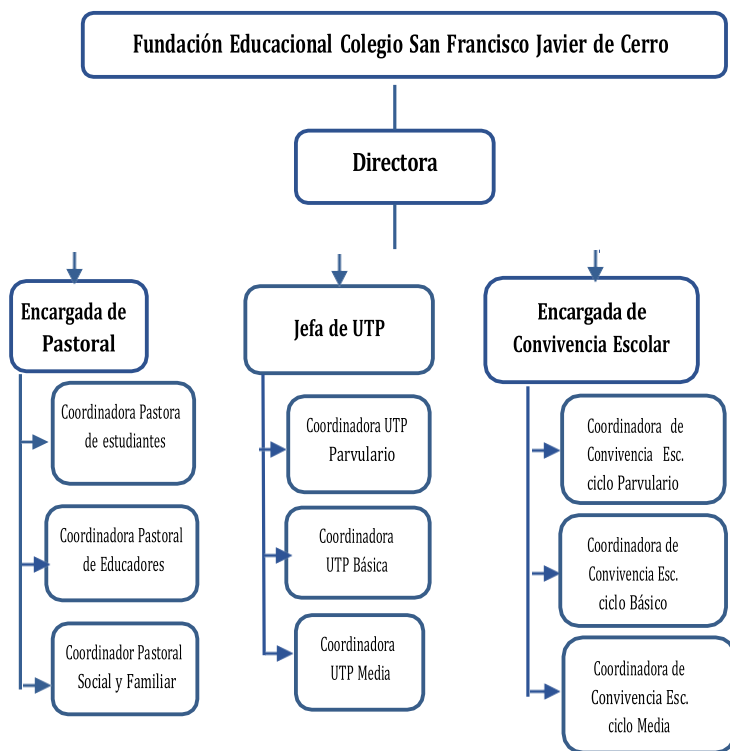 Fundación Educacional Colegio San Francisco Javier de Cerro
Directora
Encargada de
Pastoral
Coordinadora Pastora
de estudiantes
Coordinadora Pastoral
de Educadores
Coordinador Pastoral
Social y Familiar
Jefa de UTP
Coordinadora UTP
Parvulario
Coordinadora
UTP Básica
Coordinadora
UTP Media
Encargada de
Convivencia Escolar
Coordinadora de
Convivencia Esc.
ciclo Parvulario
Coordinadora de
Convivencia Esc.
ciclo Básico
Coordinadora de
Convivencia Esc.
ciclo Media